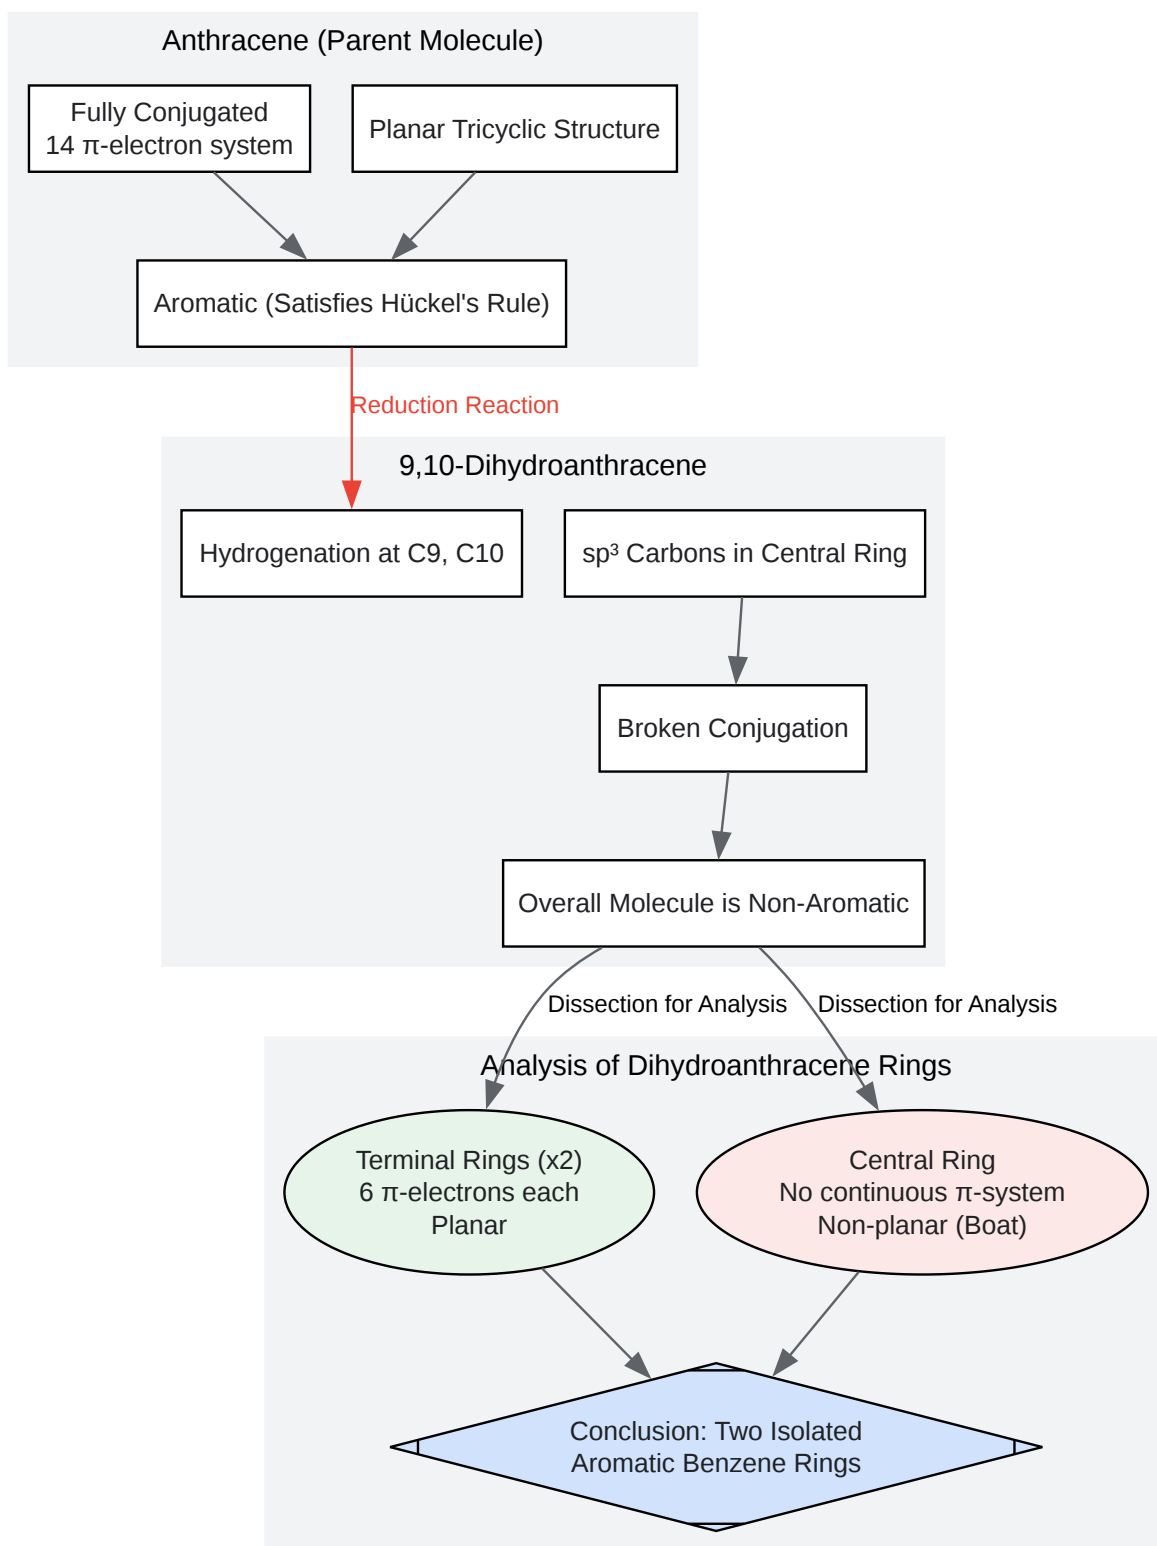 Anthracene (Parent Molecule)
Fully Conjugated
14 π-electron system
Planar Tricyclic Structure
Aromatic (Satisfies Hückel's Rule)
Reduction Reaction
9,10-Dihydroanthracene
Hydrogenation at C9, C10
sp³ Carbons in Central Ring
Broken Conjugation
Overall Molecule is Non-Aromatic
Dissection for Analysis
Dissection for Analysis
Analysis of Dihydroanthracene Rings
Terminal Rings (x2)
6 π-electrons each
Planar
Central Ring
No continuous π-system
Non-planar (Boat)
Conclusion: Two Isolated
Aromatic Benzene Rings